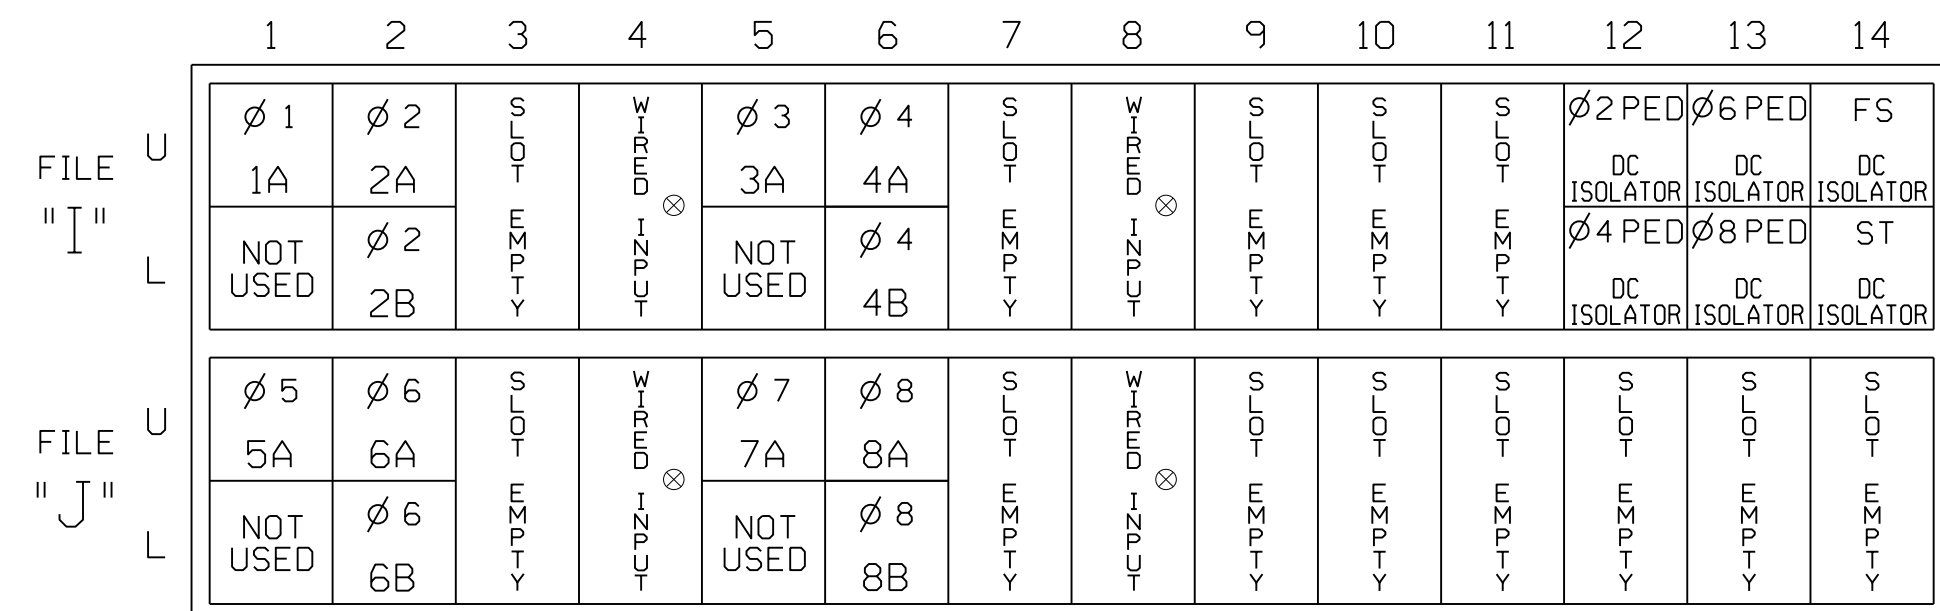 1 2 3 4 5 6 7 8 9 10 11 12 13 14
FILE "I"
U
L
Ø 1
1A
NOT USED
Ø 2
2A
Ø 2
2B
SLOT EMPTY
WIRED INPUT
Ø 3
3A
NOT USED
Ø 4
4A
Ø 4
4B
SLOT EMPTY
WIRED INPUT
SLOT EMPTY
SLOT EMPTY
SLOT EMPTY
Ø2 PED
DC
ISOLATOR
Ø4 PED
DC
ISOLATOR
Ø6 PED
DC
ISOLATOR
Ø8 PED
DC
ISOLATOR
FS
DC
ISOLATOR
ST
DC
ISOLATOR
FILE "J"
U
L
Ø 5
5A
NOT USED
Ø 6
6A
Ø 6
6B
SLOT EMPTY
WIRED INPUT
Ø 7
7A
NOT USED
Ø 8
8A
Ø 8
8B
SLOT EMPTY
WIRED INPUT
SLOT EMPTY
SLOT EMPTY
SLOT EMPTY
SLOT EMPTY
SLOT EMPTY
SLOT EMPTY